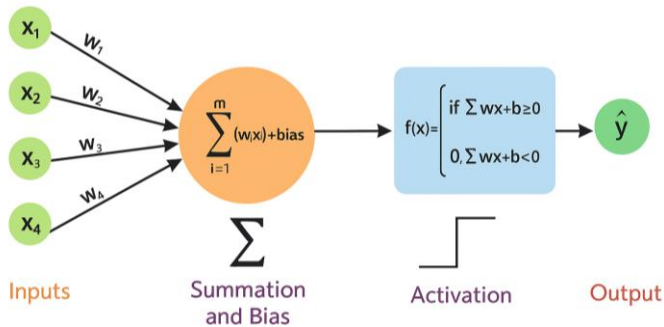 x₁
x₂
x₃
x₄
w₁
w₂
w₃
w₄
m
∑(wᵢxᵢ)+bias
i=1
f(x)={
if ∑wx+b≥0
0,∑wx+b<0
ŷ
∑
Inputs
Summation
and Bias
Activation
Output